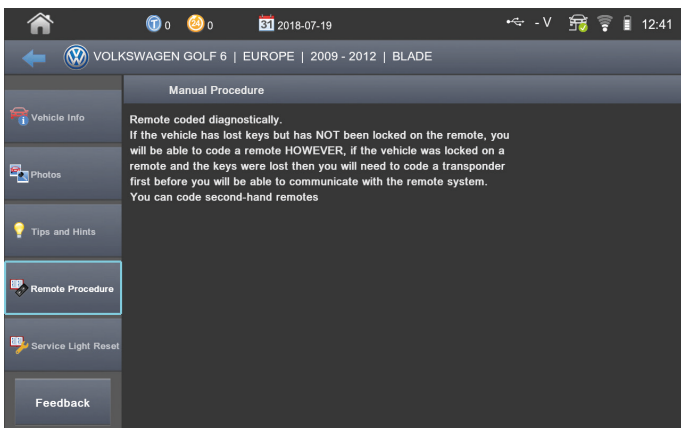 0 0 31 2018-07-19 - V 12:41
VOLKSWAGEN GOLF 6 | EUROPE | 2009 - 2012 | BLADE
Manual Procedure
Vehicle Info
Photos
Tips and Hints
Remote Procedure
Service Light Reset
Feedback
Remote coded diagnostically.
If the vehicle has lost keys but has NOT been locked on the remote, you
will be able to code a remote HOWEVER, if the vehicle was locked on a
remote and the keys were lost then you will need to code a transponder
first before you will be able to communicate with the remote system.
You can code second-hand remotes